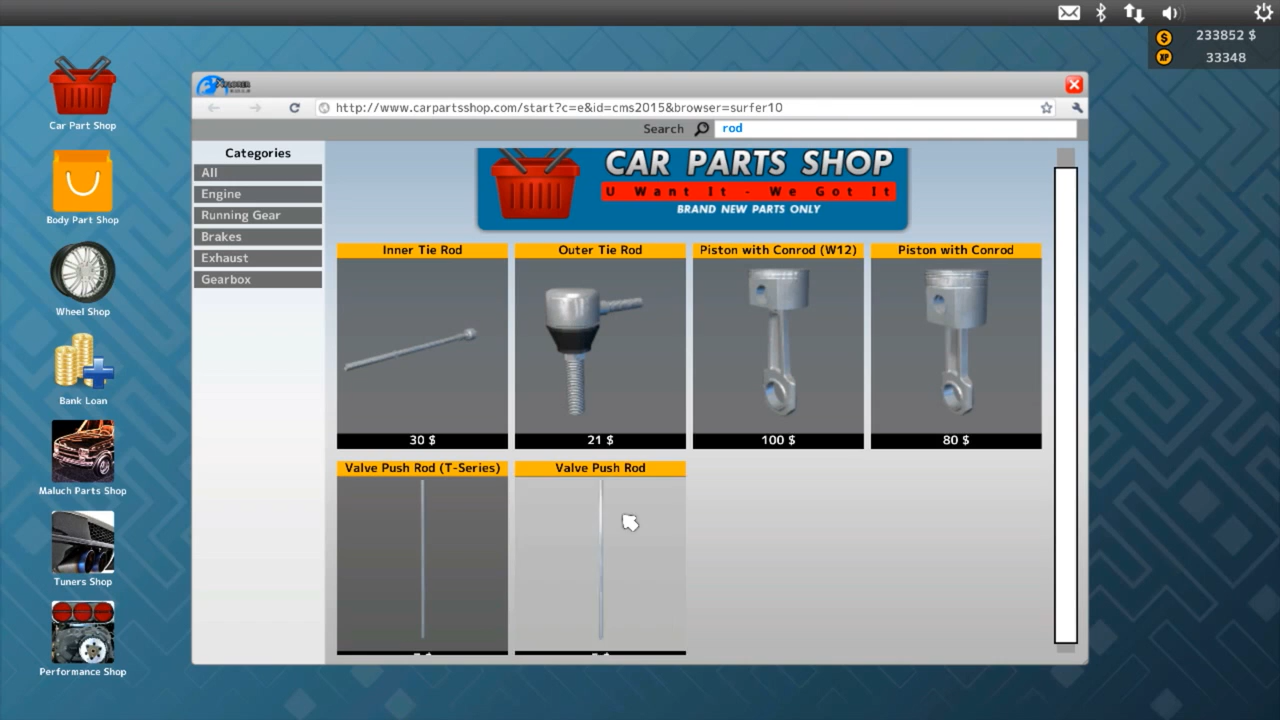 233852 $
33348
Car Part Shop
Body Part Shop
Wheel Shop
Bank Loan
Maluch Parts Shop
Tuners Shop
Performance Shop
http://www.carpartsshop.com/start?c=e&id=cms2015&browser=surfer10
Search rod
Categories
All
Engine
Running Gear
Brakes
Exhaust
Gearbox
CAR PARTS SHOP
U Want It - We Got It
BRAND NEW PARTS ONLY
Inner Tie Rod
30 $
Outer Tie Rod
21 $
Piston with Conrod (W12)
100 $
Piston with Conrod
80 $
Valve Push Rod (T-Series)
Valve Push Rod